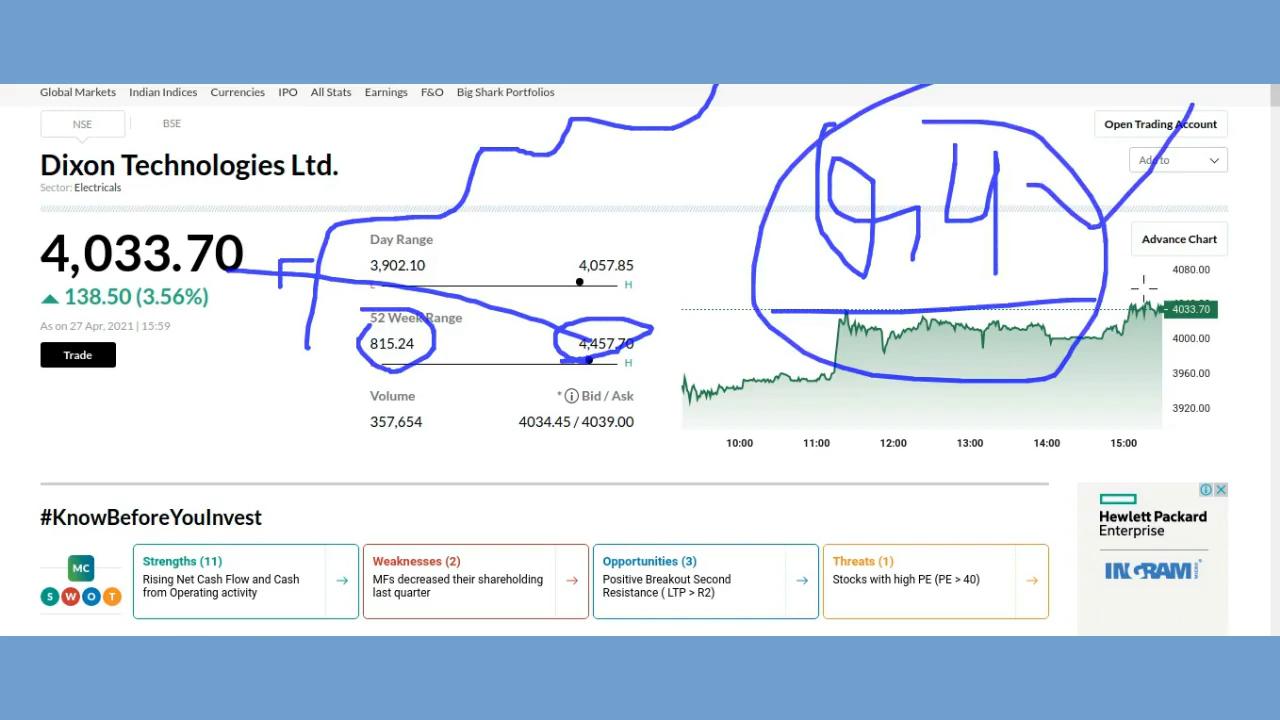 Global Markets Indian Indices Currencies IPO All Stats Earnings F&O Big Shark Portfolios
NSE BSE
Open Trading Account
Dixon Technologies Ltd.
Add to
Sector: Electricals
9,4
4,033.70
138.50 (3.56%)
As on 27 Apr, 2021 | 15:59
Trade
Day Range
3,902.10 4,057.85
L H
52 Week Range
815.24 4,457.70
H
Volume * Bid / Ask
357,654 4034.45 / 4039.00
Advance Chart
4080.00
4033.70
4000.00
3960.00
3920.00
10:00 11:00 12:00 13:00 14:00 15:00
#KnowBeforeYouInvest
MC
S W O T
Strengths (11)
Rising Net Cash Flow and Cash
from Operating activity
Weaknesses (2)
MFs decreased their shareholding
last quarter
Opportunities (3)
Positive Breakout Second
Resistance ( LTP > R2)
Threats (1)
Stocks with high PE (PE > 40)
Hewlett Packard
Enterprise
INGRAM